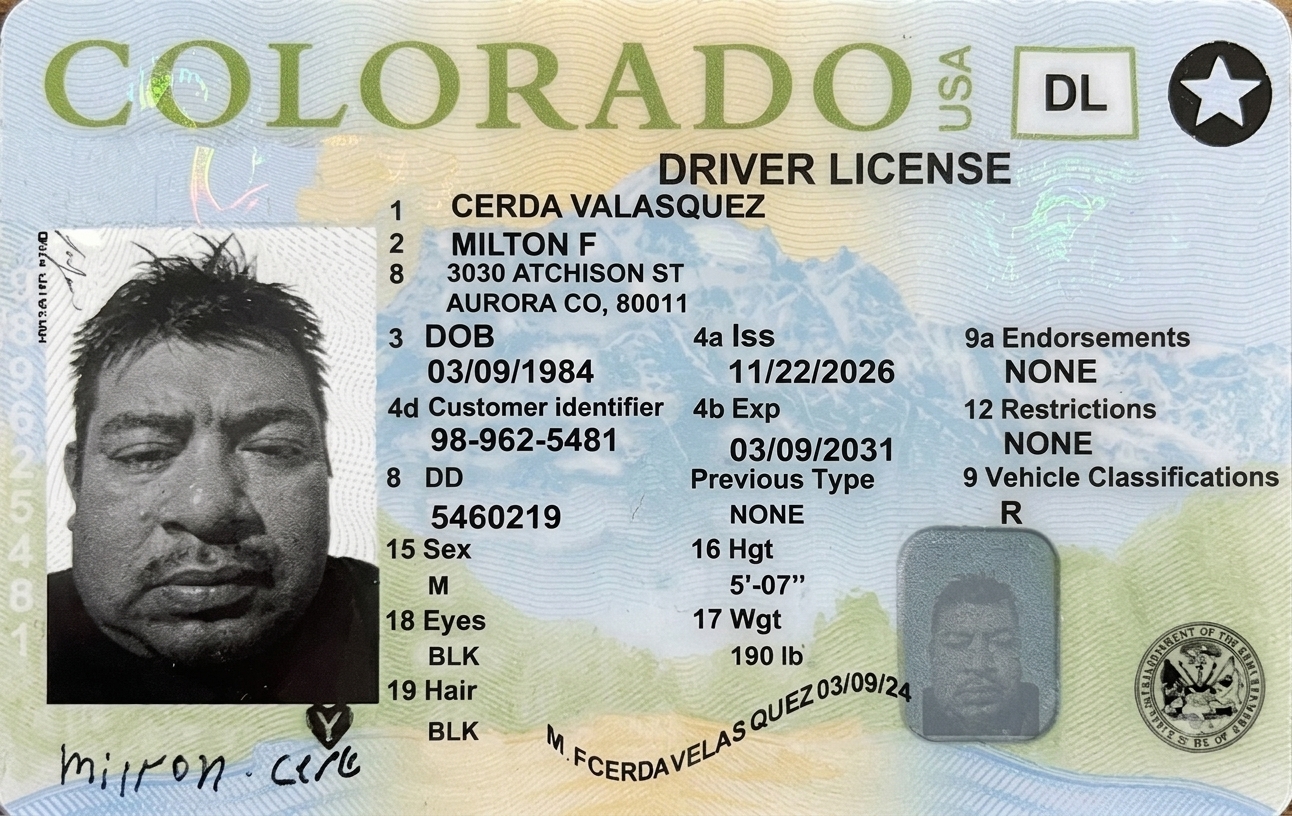 COLORADO USA DL
DRIVER LICENSE
1 CERDA VALASQUEZ
2 MILTON F
8 3030 ATCHISON ST
AURORA CO, 80011
3 DOB 4a Iss 9a Endorsements
03/09/1984 11/22/2026 NONE
4d Customer identifier 4b Exp 12 Restrictions
98-962-5481 03/09/2031 NONE
8 DD Previous Type 9 Vehicle Classifications
5460219 NONE R
15 Sex 16 Hgt
M 5'-07”
18 Eyes 17 Wgt
BLK 190 lb
19 Hair
BLK
M.FCERDAVELASQUEZ03/09/24
Y
milron. cerc